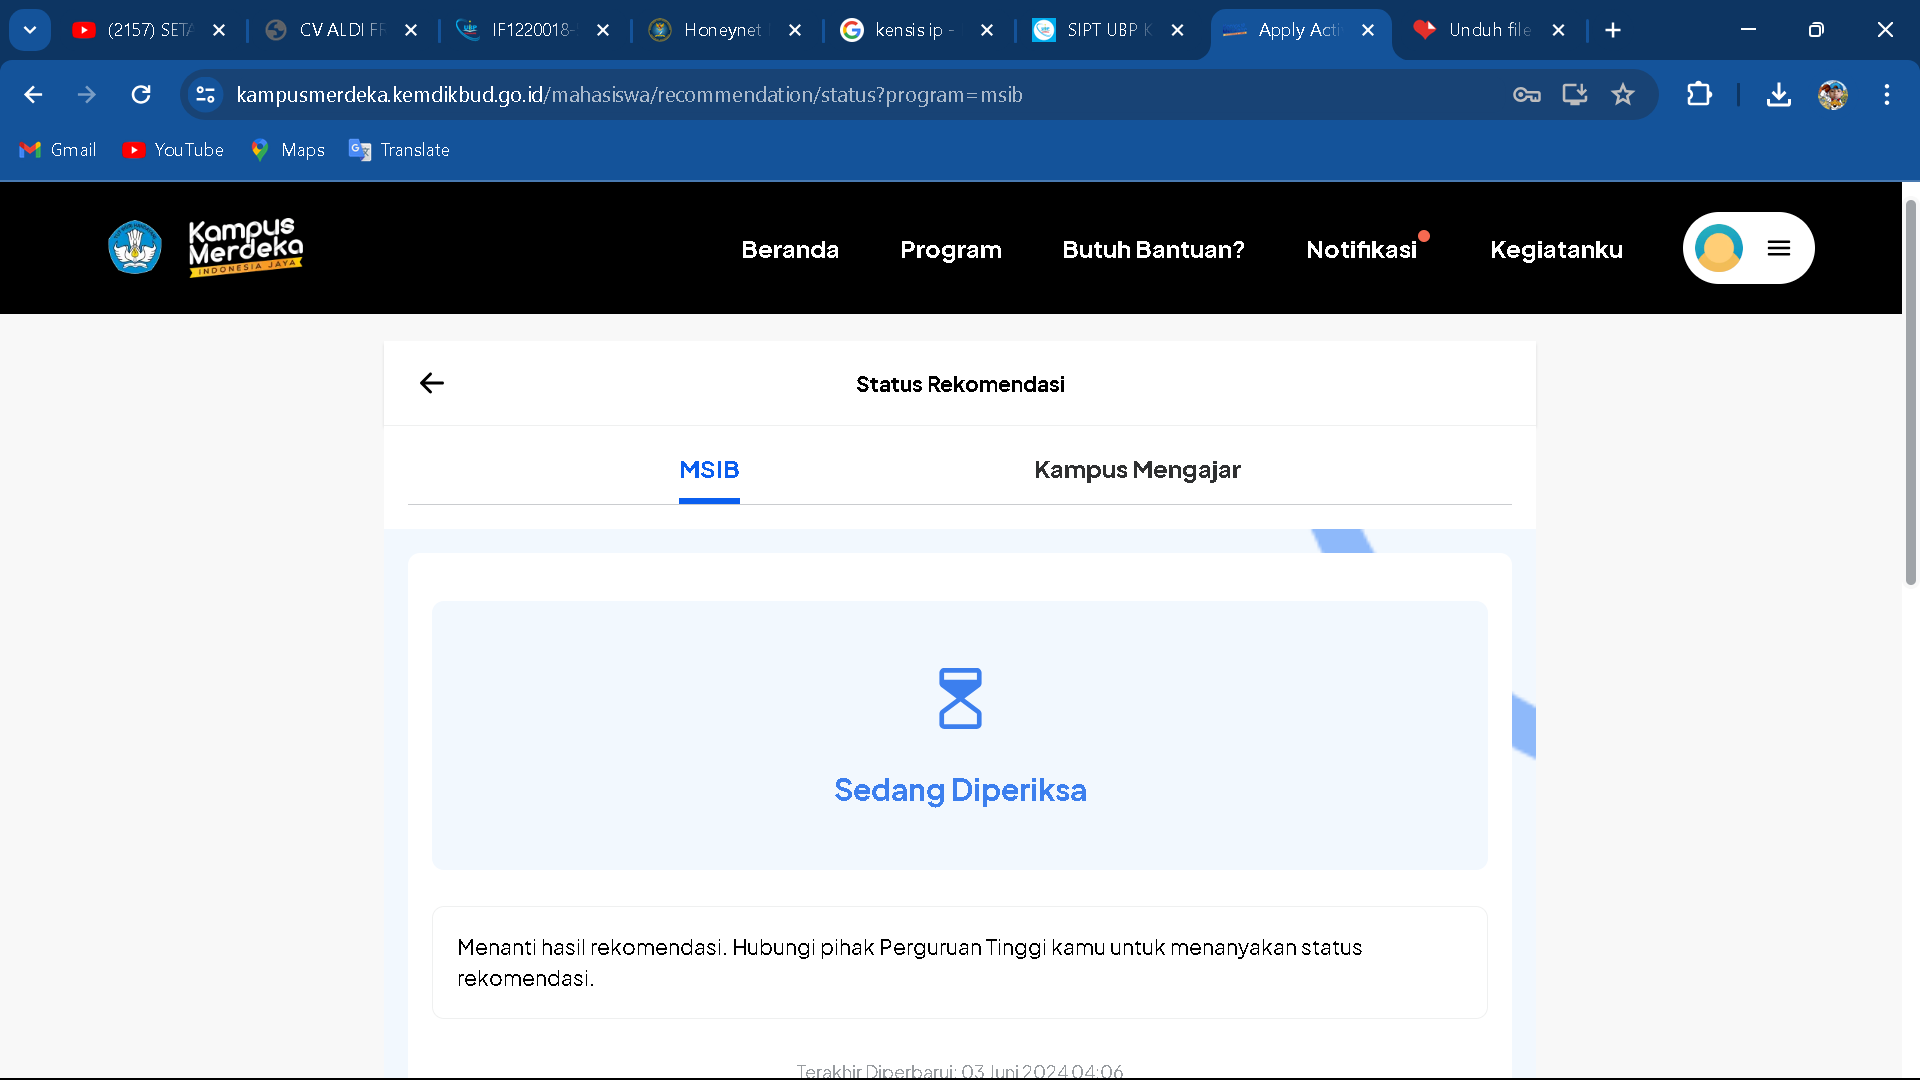 (2157) SETA
CV ALDI FF
IF1220018-
Honeynet
kensis ip -
SIPT UBP K
Apply Acti
Unduh file
kampusmerdeka.kemdikbud.go.id/mahasiswa/recommendation/status?program=msib
Gmail
YouTube
Maps
Translate
Kampus
Merdeka
INDONESIA JAYA
Beranda
Program
Butuh Bantuan?
Notifikasi
Kegiatanku
Status Rekomendasi
MSIB
Kampus Mengajar
Sedang Diperiksa
Menanti hasil rekomendasi. Hubungi pihak Perguruan Tinggi kamu untuk menanyakan status
rekomendasi.
Terakhir Diperbarui: 03 Juni 2024 04:06